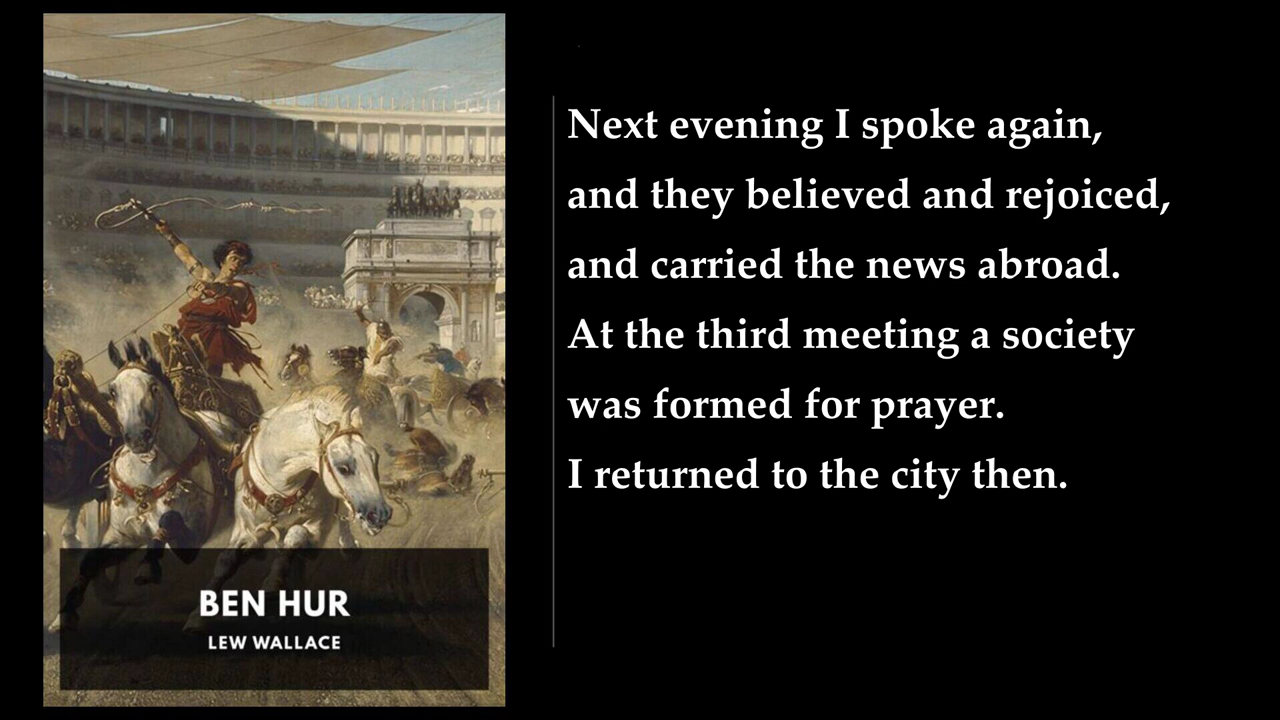 BEN HUR
LEW WALLACE
Next evening I spoke again,
and they believed and rejoiced,
and carried the news abroad.
At the third meeting a society
was formed for prayer.
I returned to the city then.